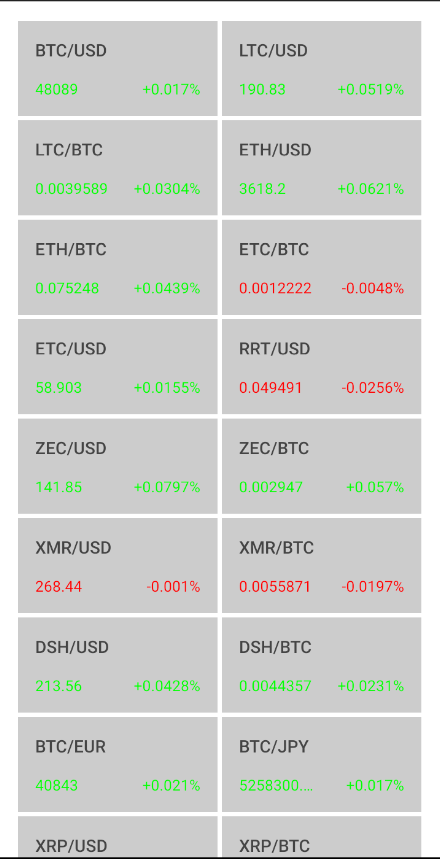 BTC/USD LTC/USD
48089 +0.017% 190.83 +0.0519%
LTC/BTC ETH/USD
0.0039589 +0.0304% 3618.2 +0.0621%
ETH/BTC ETC/BTC
0.075248 +0.0439% 0.0012222 -0.0048%
ETC/USD RRT/USD
58.903 +0.0155% 0.049491 -0.0256%
ZEC/USD ZEC/BTC
141.85 +0.0797% 0.002947 +0.057%
XMR/USD XMR/BTC
268.44 -0.001% 0.0055871 -0.0197%
DSH/USD DSH/BTC
213.56 +0.0428% 0.0044357 +0.0231%
BTC/EUR BTC/JPY
40843 +0.021% 5258300.... +0.017%
XRP/USD XRP/BTC